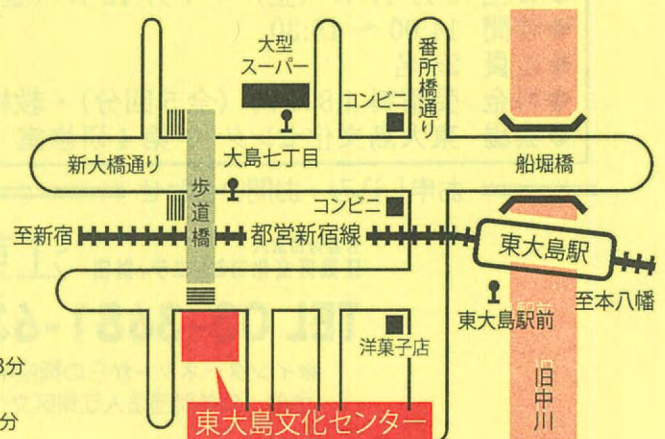 大型
スーパー
番所橋通り
コンビニ
新大橋通り
大島七丁目
船堀橋
歩道橋
コンビニ
至新宿
都営新宿線
東大島駅
至本八幡
東大島駅前
洋菓子店
旧中川
分
分
東大島文化センター